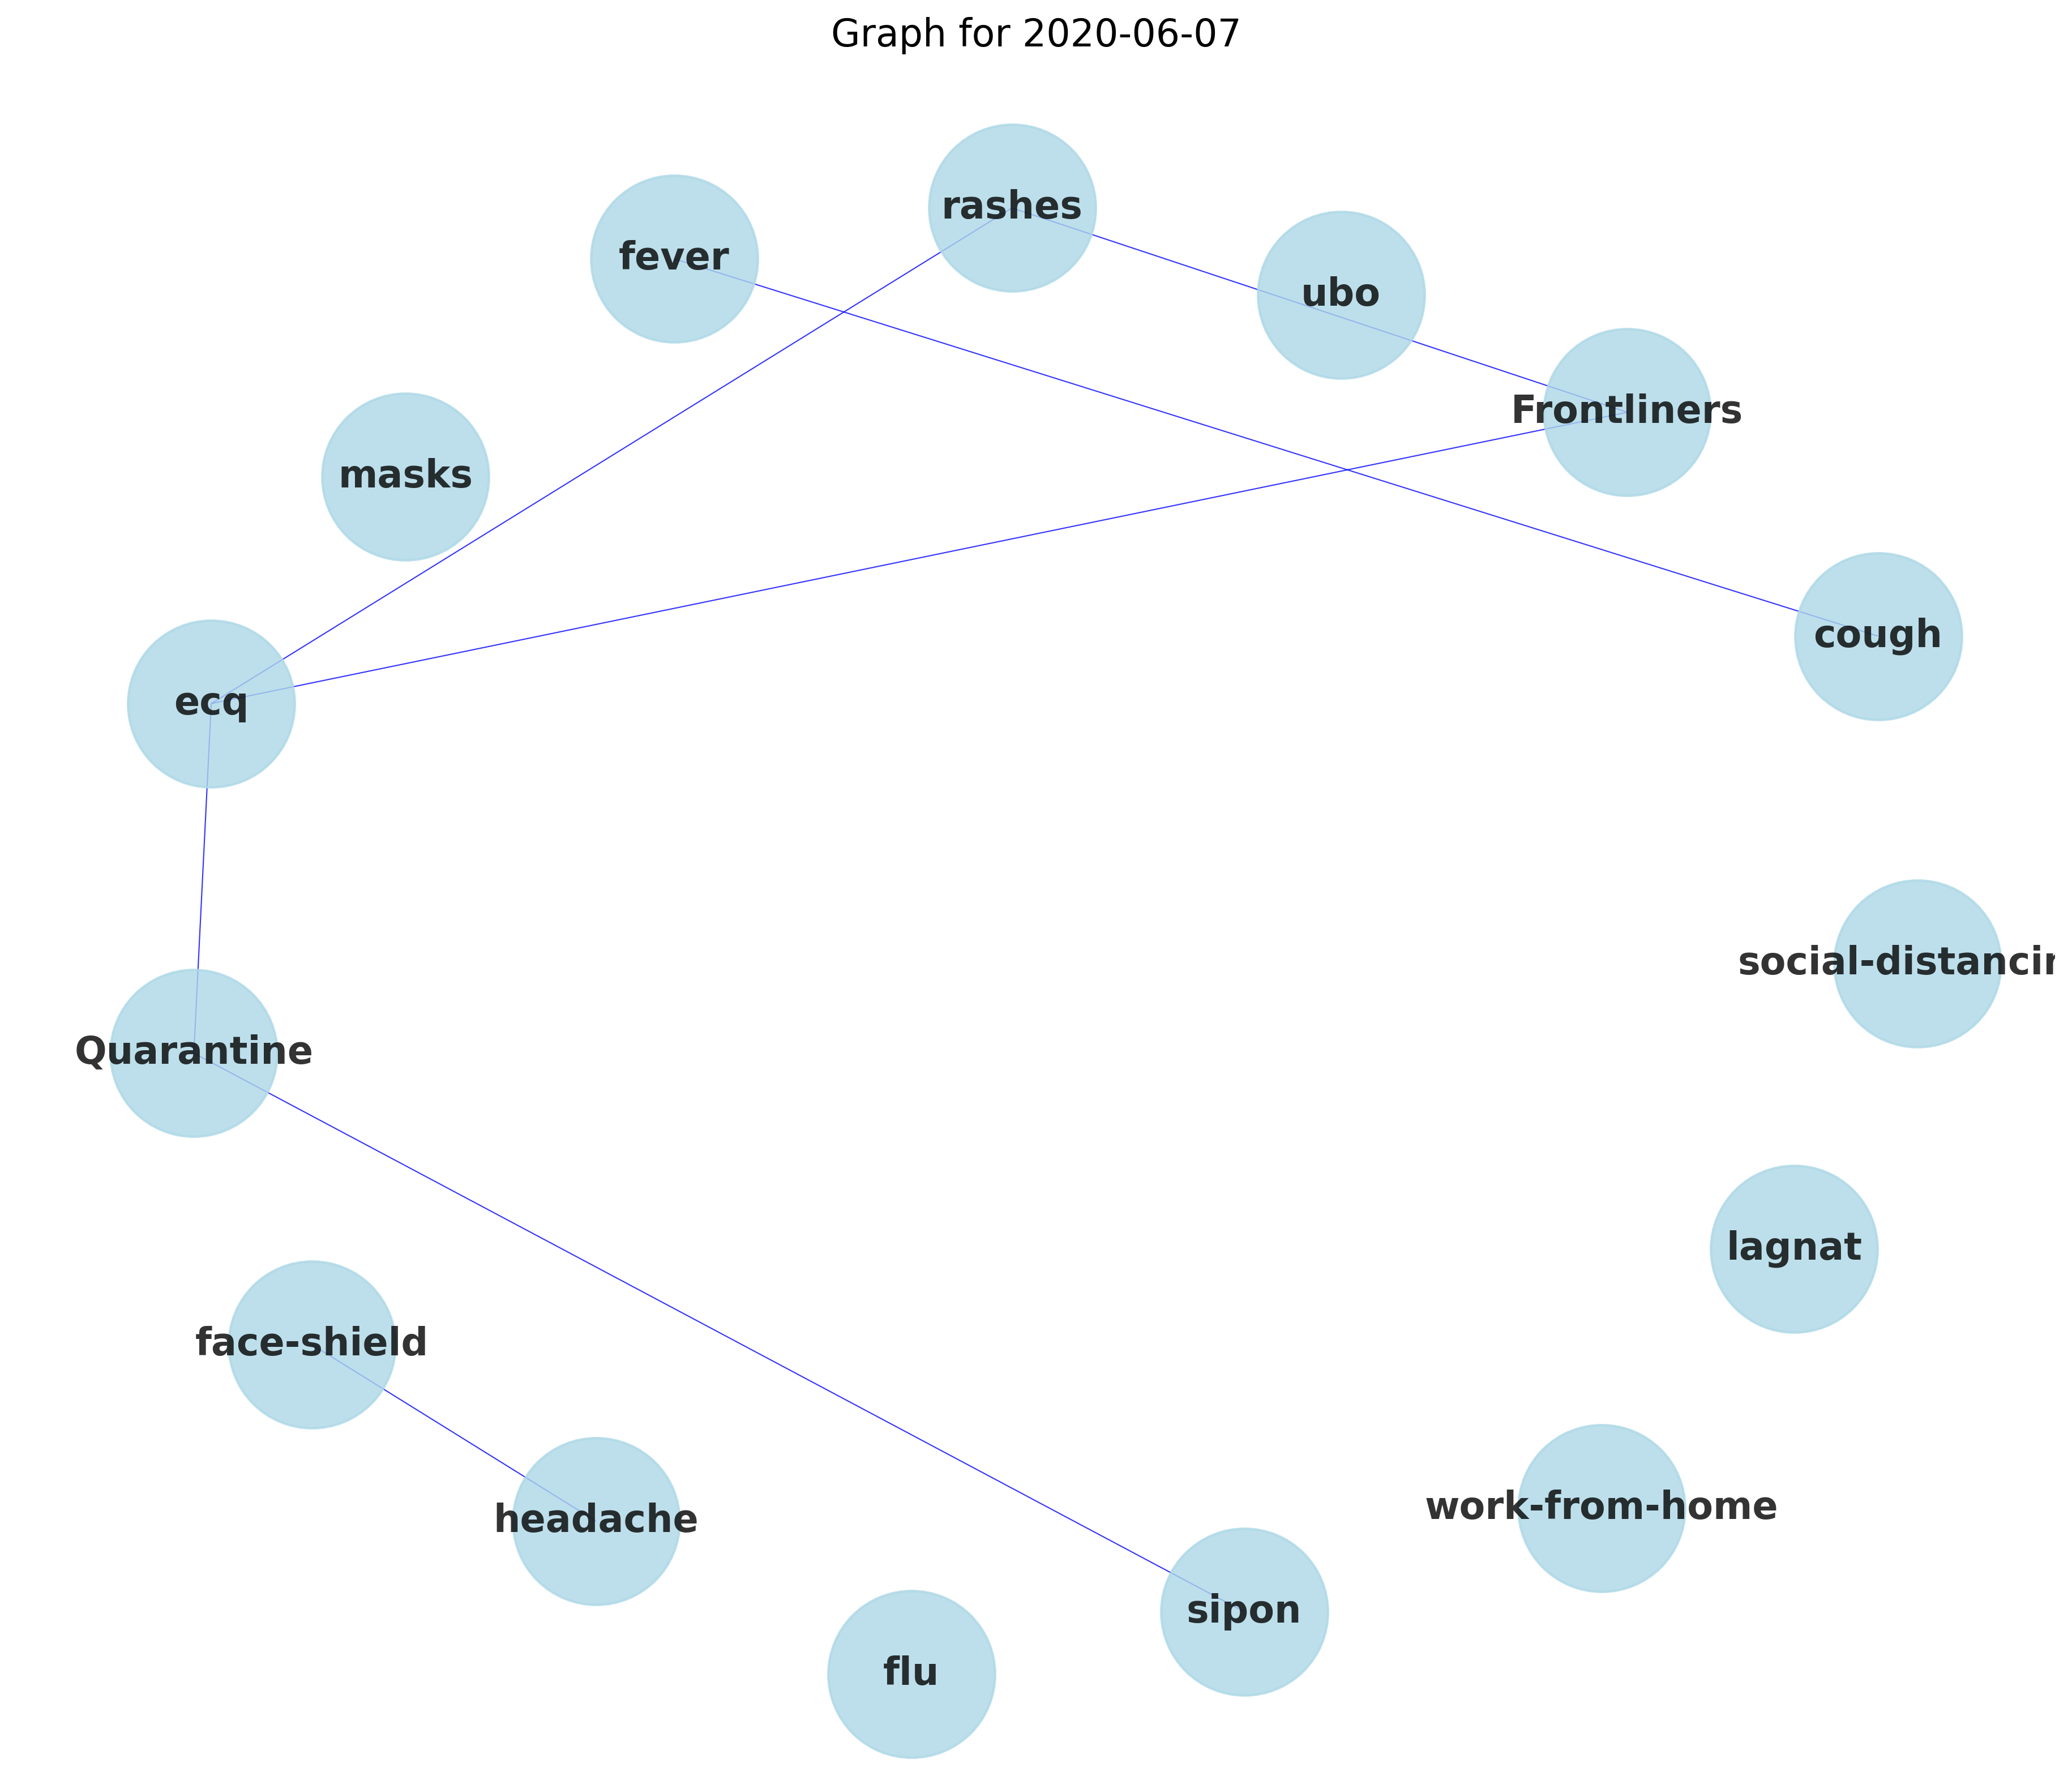 Graph for 2020-06-07
rashes
fever
ubo
Frontliners
masks
cough
ecq
social-distancin
Quarantine
lagnat
face-shield
work-from-home
headache
sipon
flu